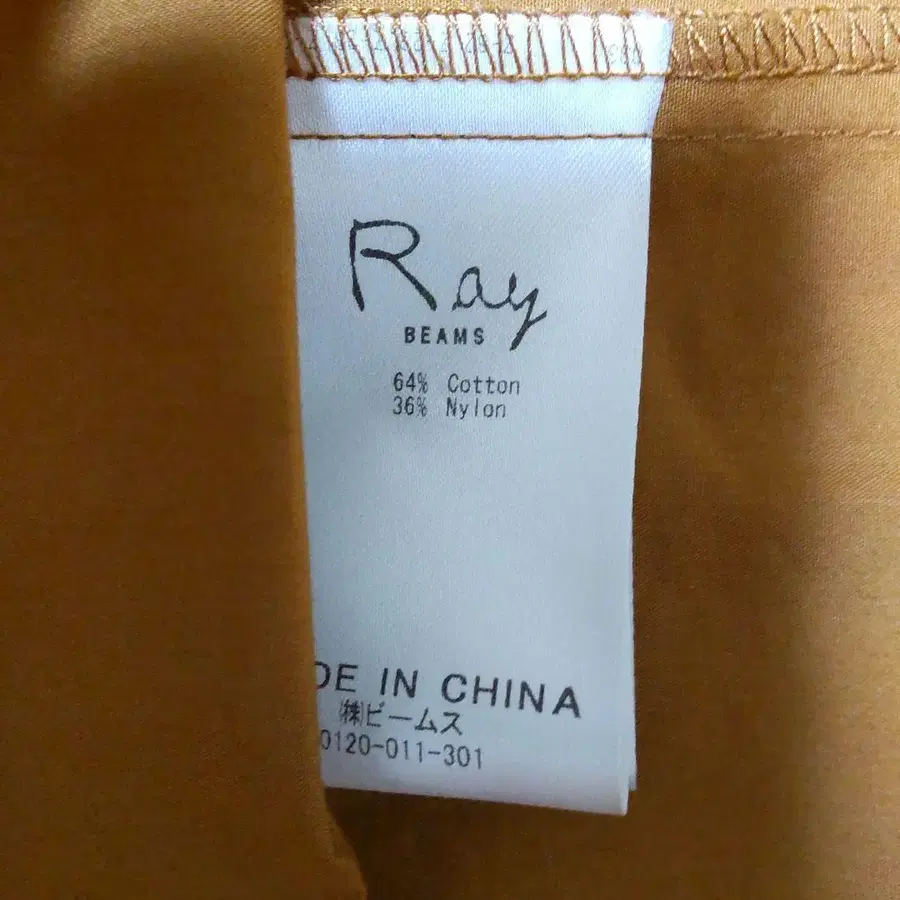 Ray
BEAMS
64% Cotton
36% Nylon
DE IN CHINA
㈱ビームス
0120-011-301